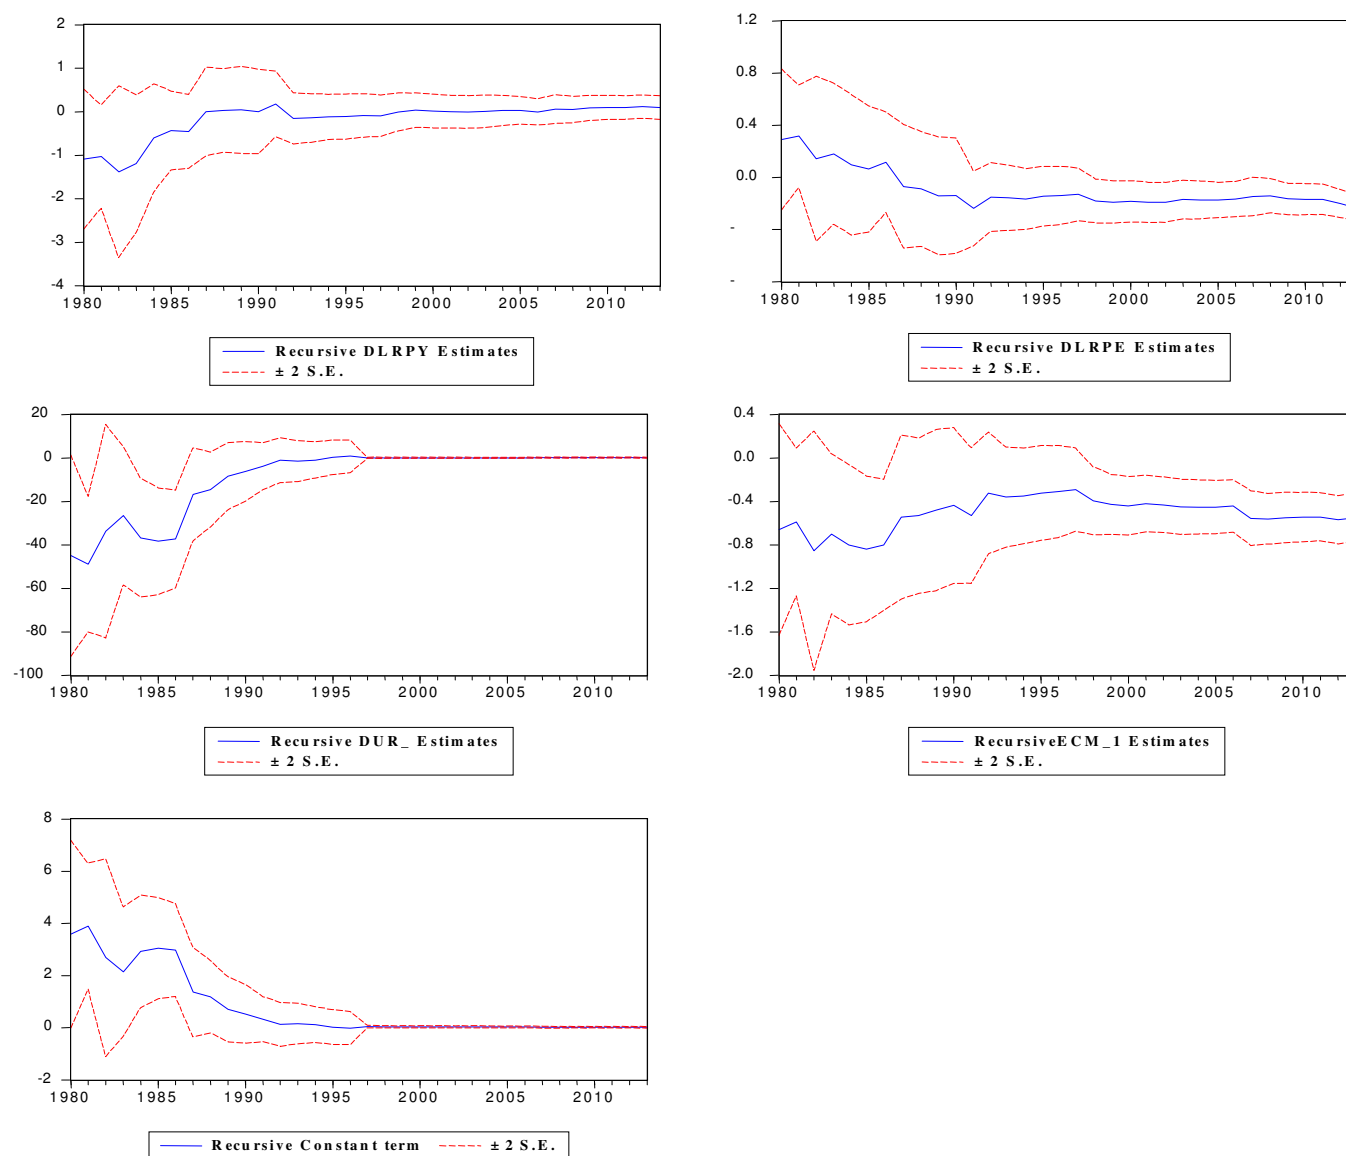 2
1
0
-1
-2
-3
-4
1980 1985 1990 1995 2000 2005 2010
Recursive DLRPY Estimates
± 2 S.E.
1.2
0.8
0.4
0.0
-
-
1980 1985 1990 1995 2000 2005 2010
Recursive DLRPE Estimates
± 2 S.E.
20
0
-20
-40
-60
-80
-100
1980 1985 1990 1995 2000 2005 2010
Recursive DUR_ Estimates
± 2 S.E.
0.4
0.0
-0.4
-0.8
-1.2
-1.6
-2.0
1980 1985 1990 1995 2000 2005 2010
RecursiveECM_1 Estimates
± 2 S.E.
8
6
4
2
0
-2
1980 1985 1990 1995 2000 2005 2010
Recursive Constant term ± 2 S.E.